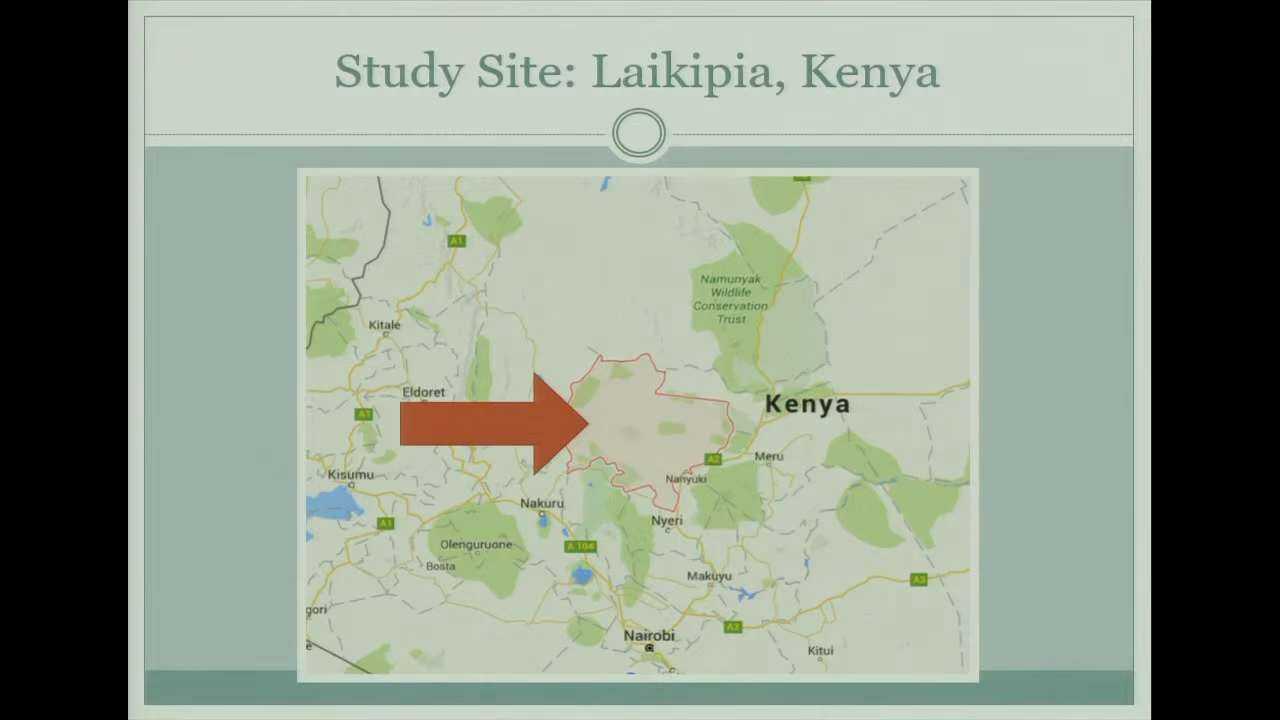 Study Site: Laikipia, Kenya
A1
Namunyak
Wildlife
Conservation
Trust
Kitale
Eldoret
Kenya
A1
Meru
A2
Kisumu
Nanyuki
Nakuru
Nyeri
A1
Olenguruone
A 104
Bosta
Makuyu
A3
gori
A3
Nairobi
e
Kitui